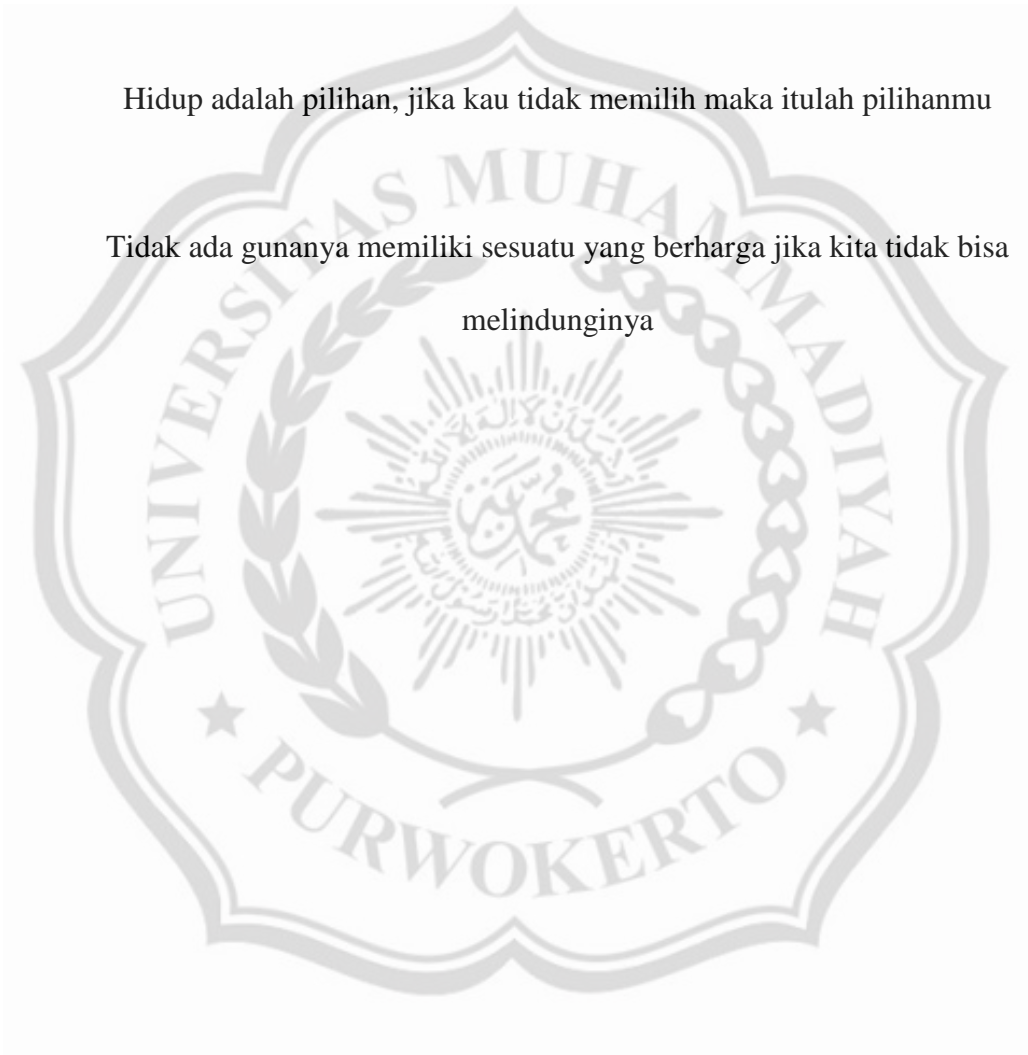 Hidup adalah pilihan, jika kau tidak memilih maka itulah pilihanmu
Tidak ada gunanya memiliki sesuatu yang berharga jika kita tidak bisa
melindunginya
UNIVERSITAS MUHAMMADIYAH
PURWOKERTO